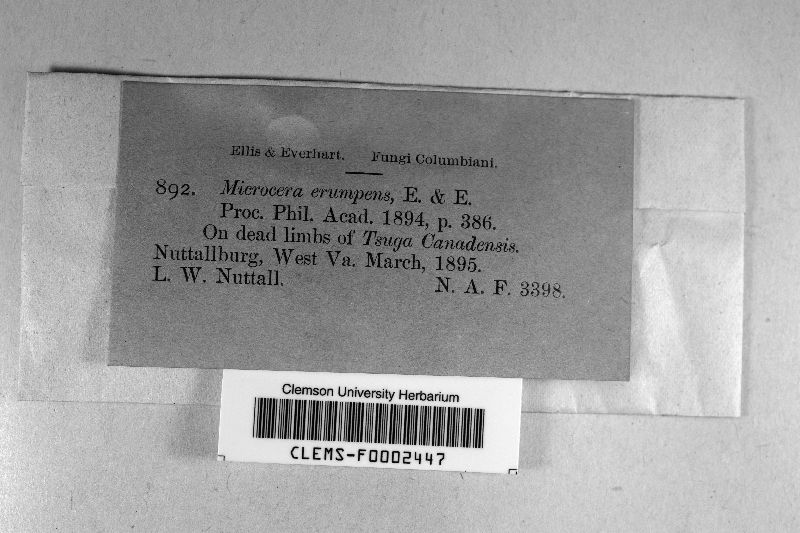 Ellis & Everhart. Fungi Columbiani.
892. Microcera erumpens, E. & E.
Proc. Phil. Acad. 1894, p. 386.
On dead limbs of Tsuga Canadensis.
Nuttallburg, West Va. March, 1895.
L. W. Nuttall. N. A. F. 3398.
Clemson University Herbarium
CLEMS-F0002447